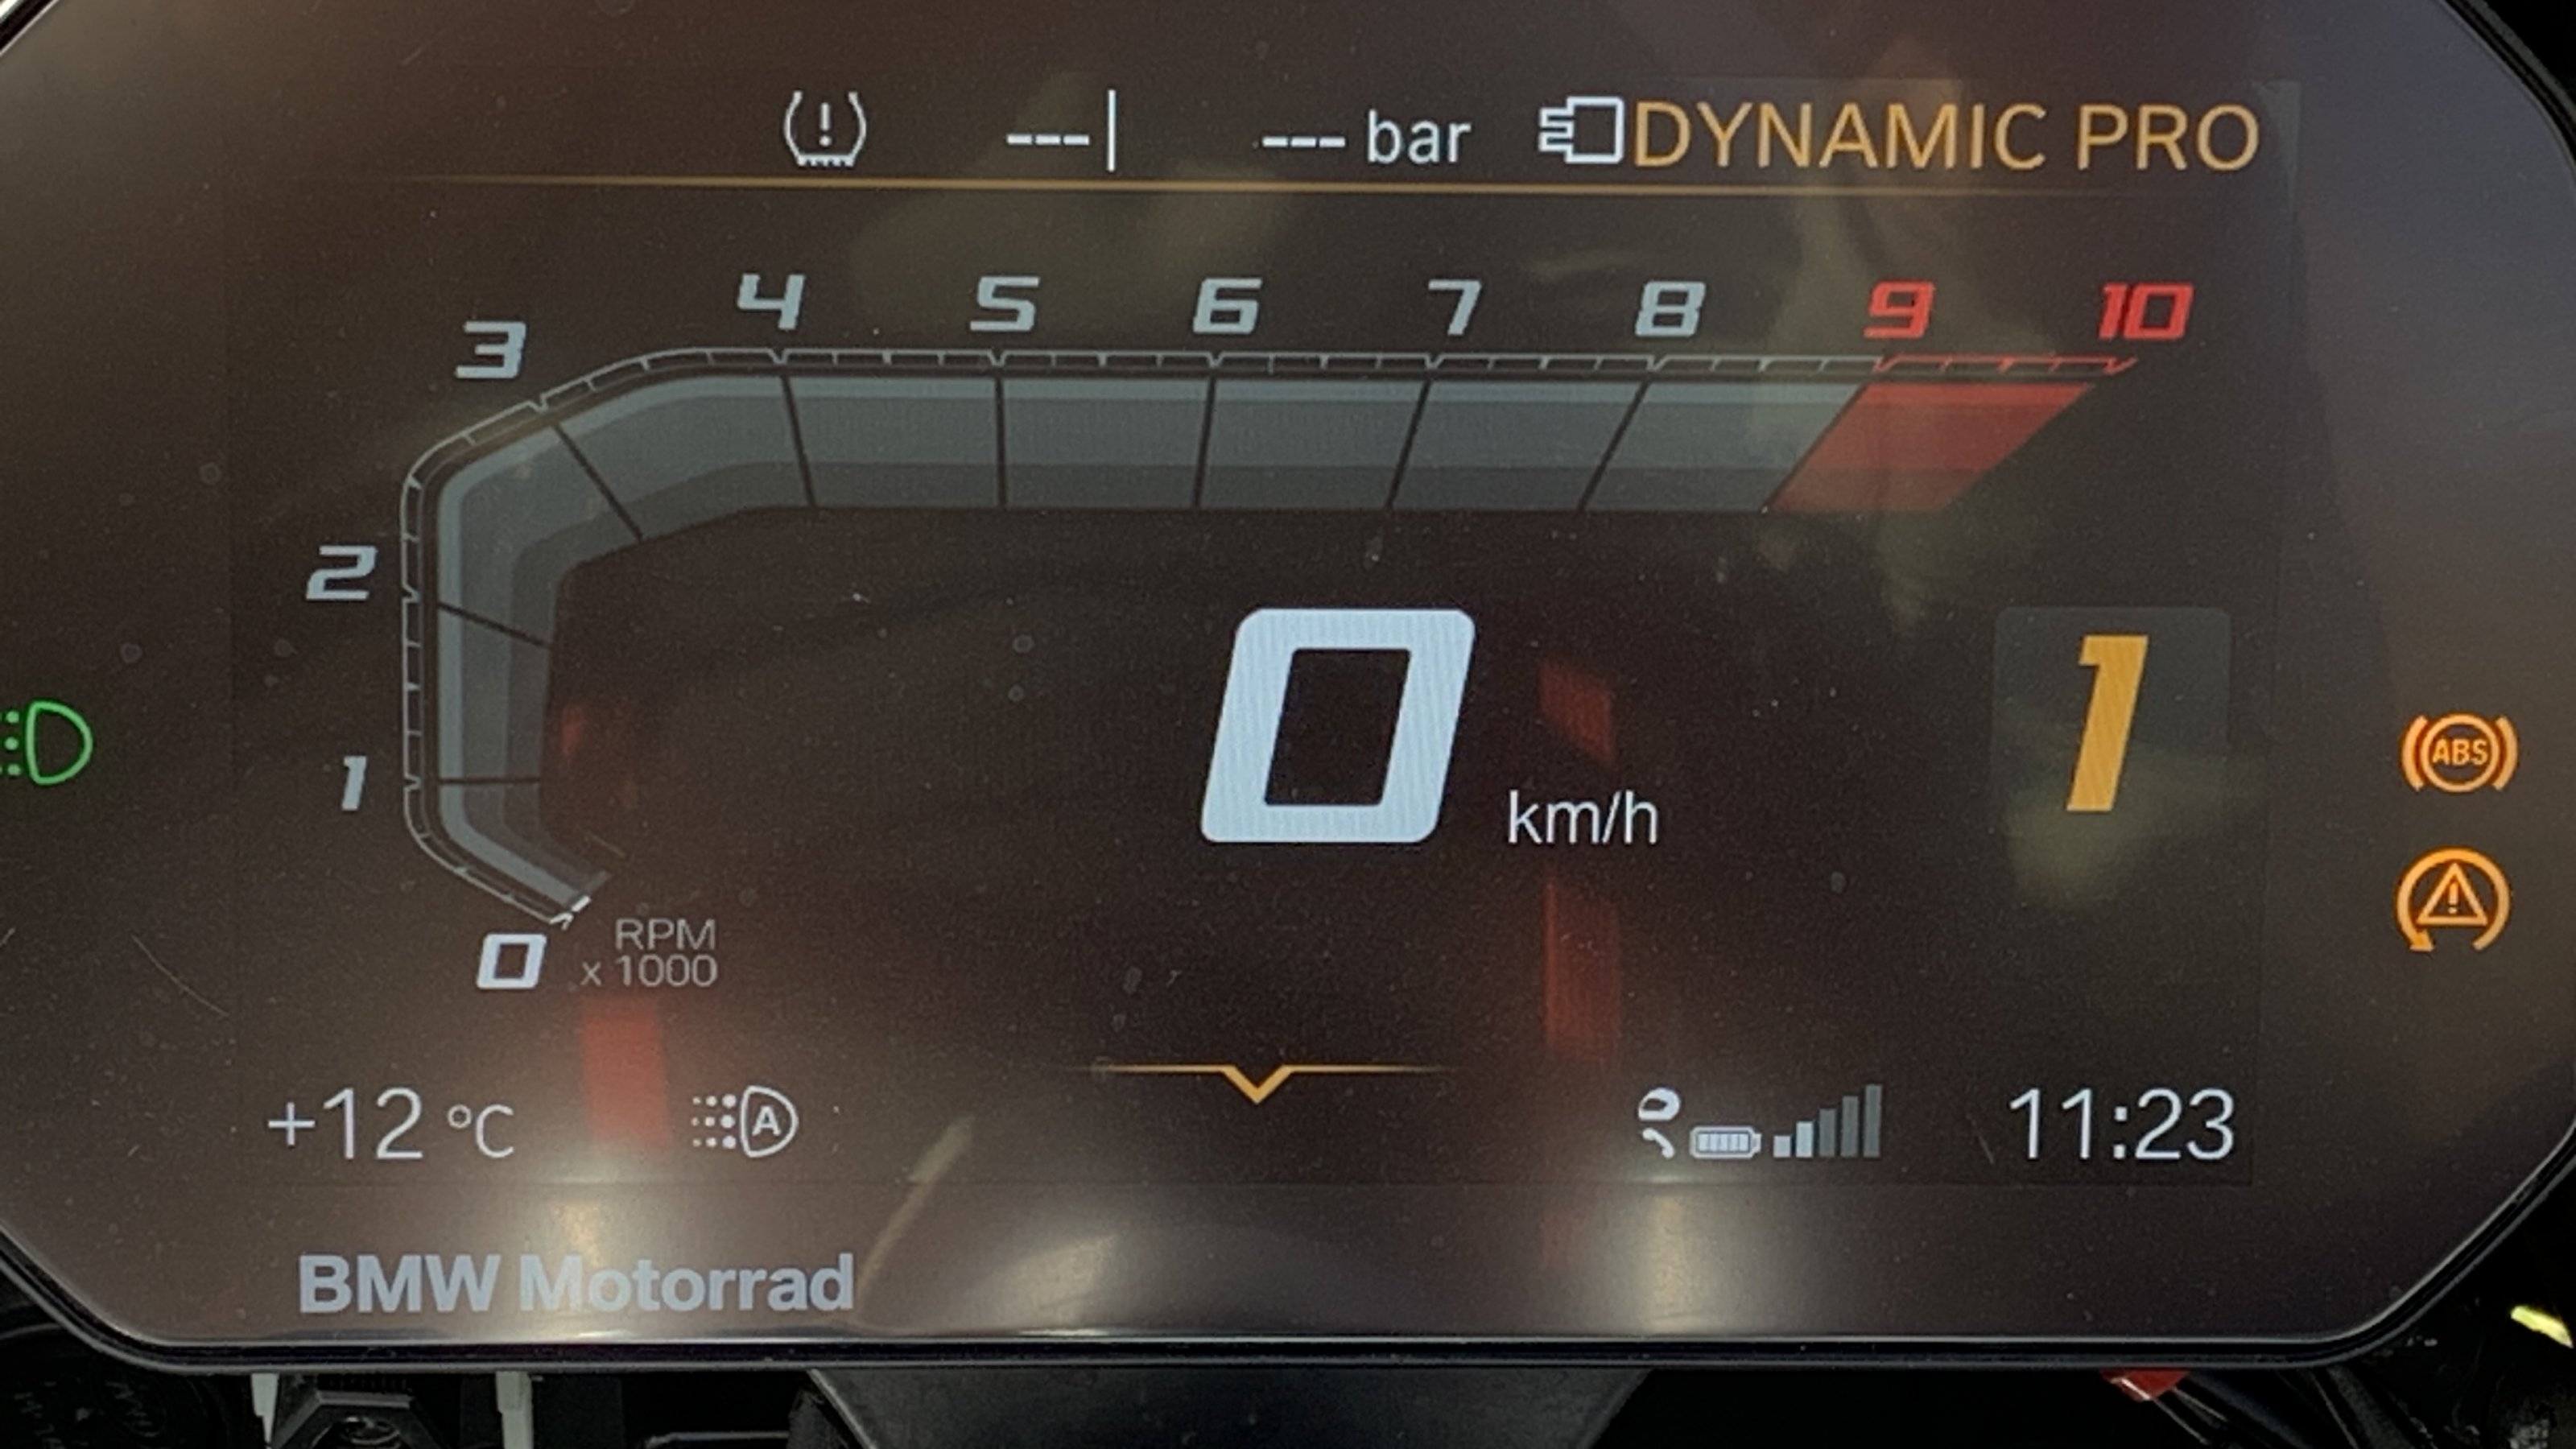 --- | --- bar DYNAMIC PRO
3 4 5 6 7 8 9 10
2
1
0 RPM
x 1000
0 km/h
1
ABS
+12 °C A 11:23
BMW Motorrad